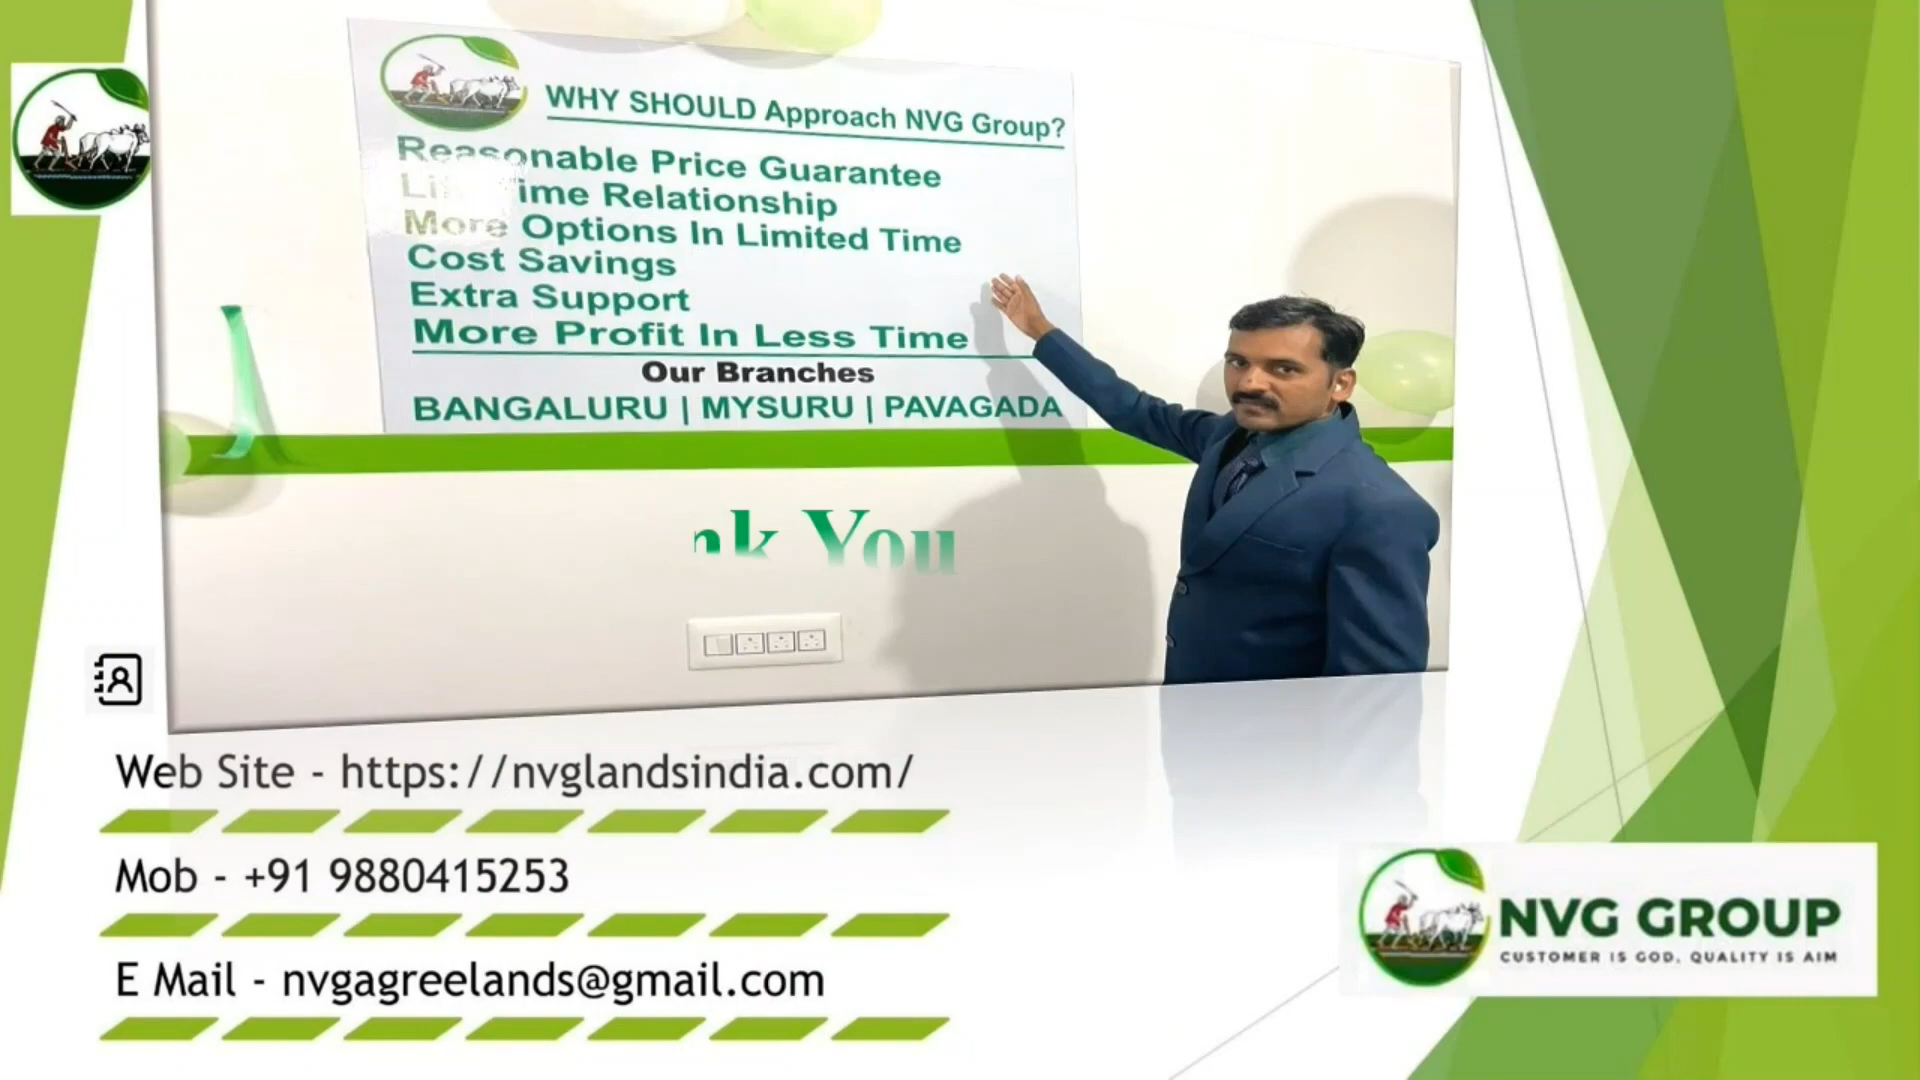 WHY SHOULD Approach NVG Group?
Reasonable Price Guarantee
Relationship
More Options In Limited Time
Cost Savings
Extra Support
More Profit In Less Time
Our Branches
BANGALURU | MYSURU | PAVAGADA
You
Web Site - https://nvglandsindia.com/
Mob - +91 9880415253
E Mail - nvgagreelands@gmail.com
NVG GROUP
CUSTOMER IS GOD, QUALITY IS AIM